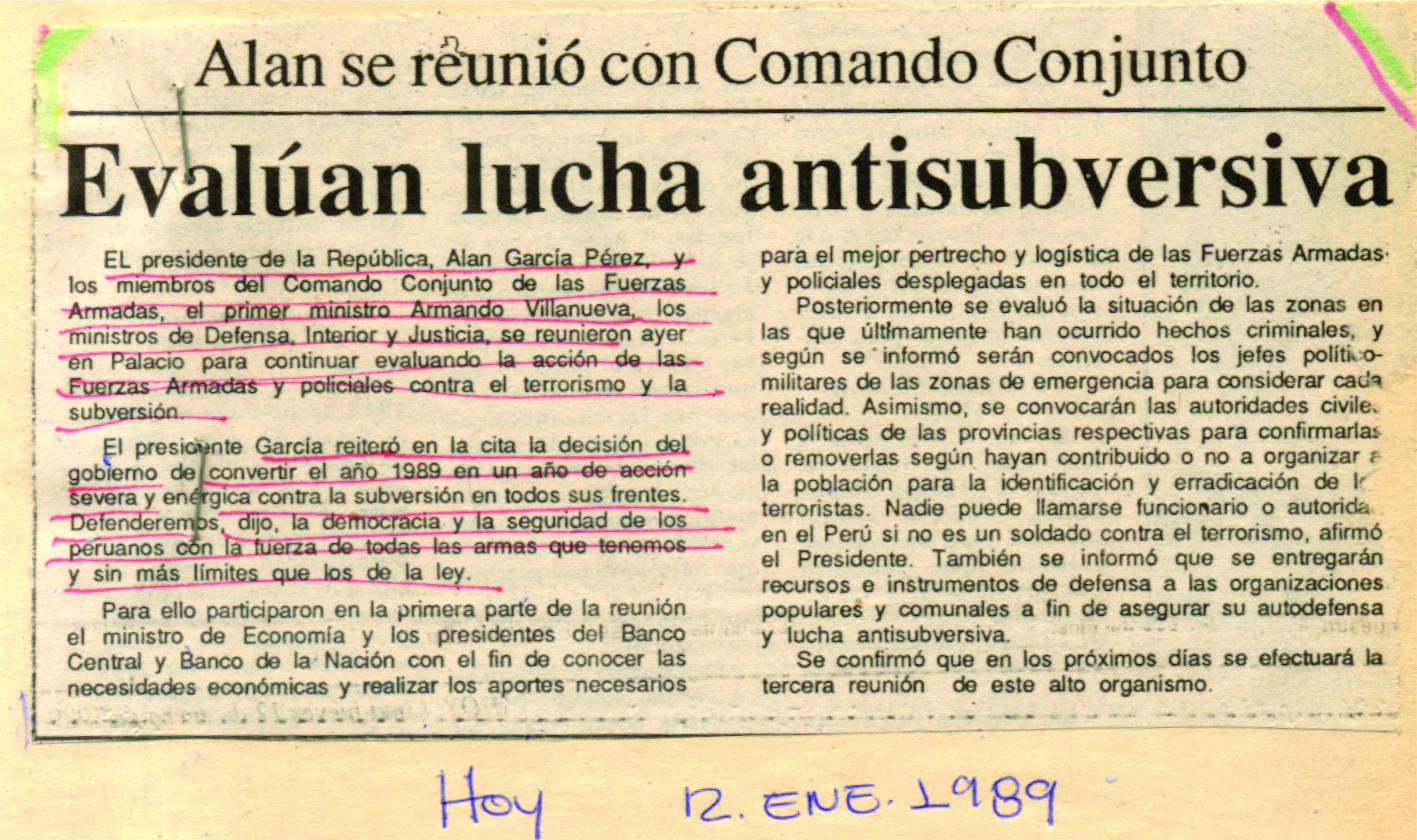 Alan se reunió con Comando Conjunto
Evalúan lucha antisubversiva
EL presidente de la República, Alan García Pérez, y
los miembros del Comando Conjunto de las Fuerzas
Armadas, el primer ministro Armando Villanueva, los
ministros de Defensa, Interior y Justicia, se reunieron ayer
en Palacio para continuar evaluando la acción de las
Fuerzas Armadas y policiales contra el terrorismo y la
subversión.
El presidente García reiteró en la cita la decisión del
gobierno de convertir el año 1989 en un año de acción
severa y enérgica contra la subversión en todos sus frentes.
Defenderemos, dijo, la democracia y la seguridad de los
peruanos con la fuerza de todas las armas que tenemos
y sin más límites que los de la ley.
Para ello participaron en la primera parte de la reunión
el ministro de Economía y los presidentes del Banco
Central y Banco de la Nación con el fin de conocer las
necesidades económicas y realizar los aportes necesarios
para el mejor pertrecho y logística de las Fuerzas Armadas
y policiales desplegadas en todo el territorio.
Posteriormente se evaluó la situación de las zonas en
las que últimamente han ocurrido hechos criminales, y
según se informó serán convocados los jefes político-
militares de las zonas de emergencia para considerar cada
realidad. Asimismo, se convocarán las autoridades civiles
y políticas de las provincias respectivas para confirmarlas
o removerlas según hayan contribuido o no a organizar a
la población para la identificación y erradicación de
terroristas. Nadie puede llamarse funcionario o autorida
en el Perú si no es un soldado contra el terrorismo, afirmó
el Presidente. También se informó que se entregarán
recursos e instrumentos de defensa a las organizaciones
populares y comunales a fin de asegurar su autodefensa
y lucha antisubversiva.
Se confirmó que en los próximos días se efectuará la
tercera reunión de este alto organismo.
Hoy 12. ENE. 1989